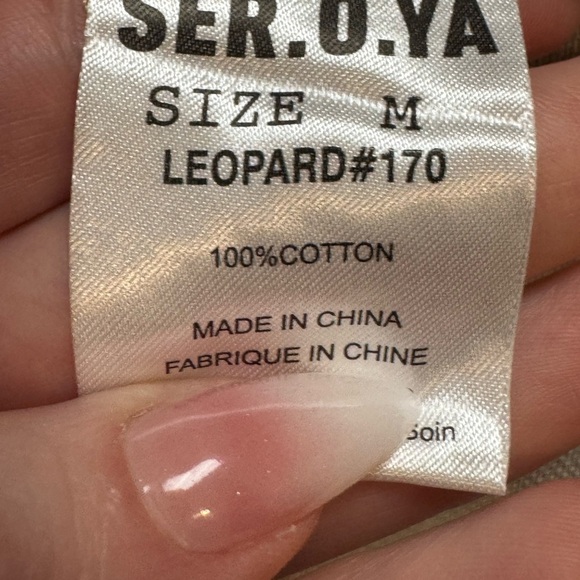 SER.O.YA
SIZE M
LEOPARD#170
100%COTTON
MADE IN CHINA
FABRIQUE IN CHINE
Soin